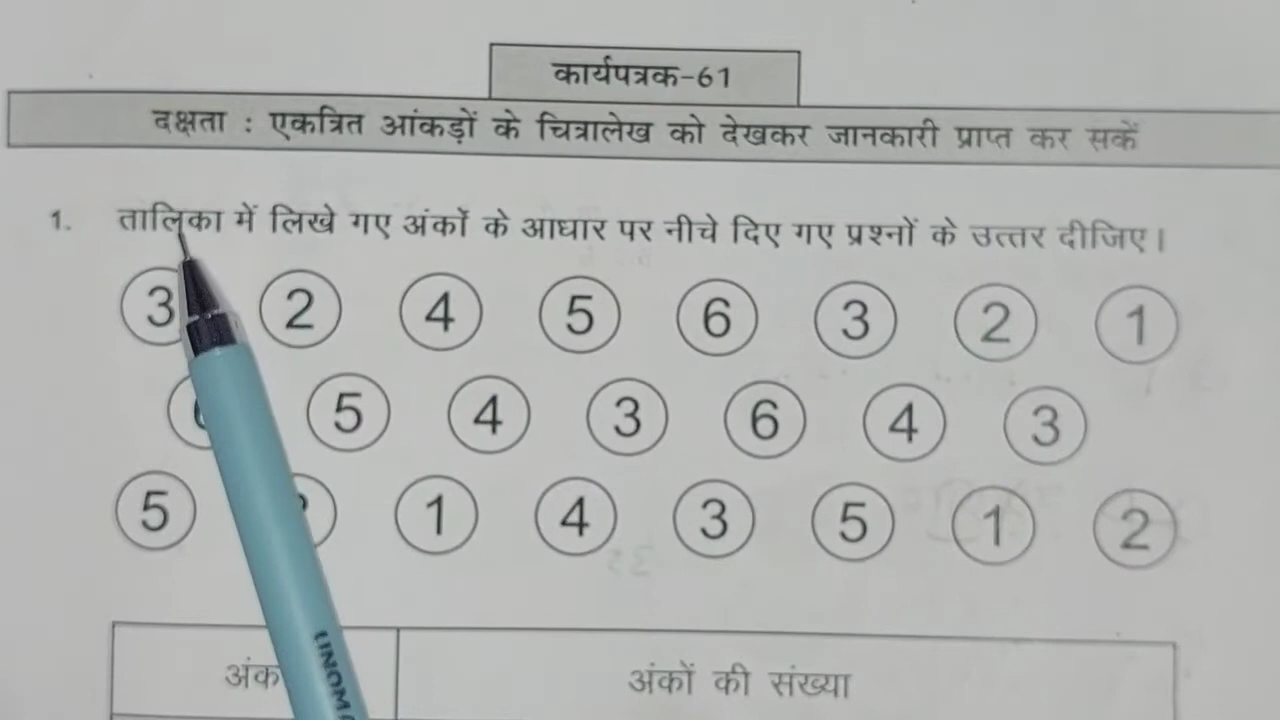 कार्यपत्रक-61
दक्षता : एकत्रित आंकड़ों के चित्रालेख को देखकर जानकारी प्राप्त कर सकें
1. तालिका में लिखे गए अंकों के आधार पर नीचे दिए गए प्रश्नों के उत्तर दीजिए।
3 2 4 5 6 3 2 1
5 4 3 6 4 3
5 1 4 3 5 1 2
अंक अंकों की संख्या